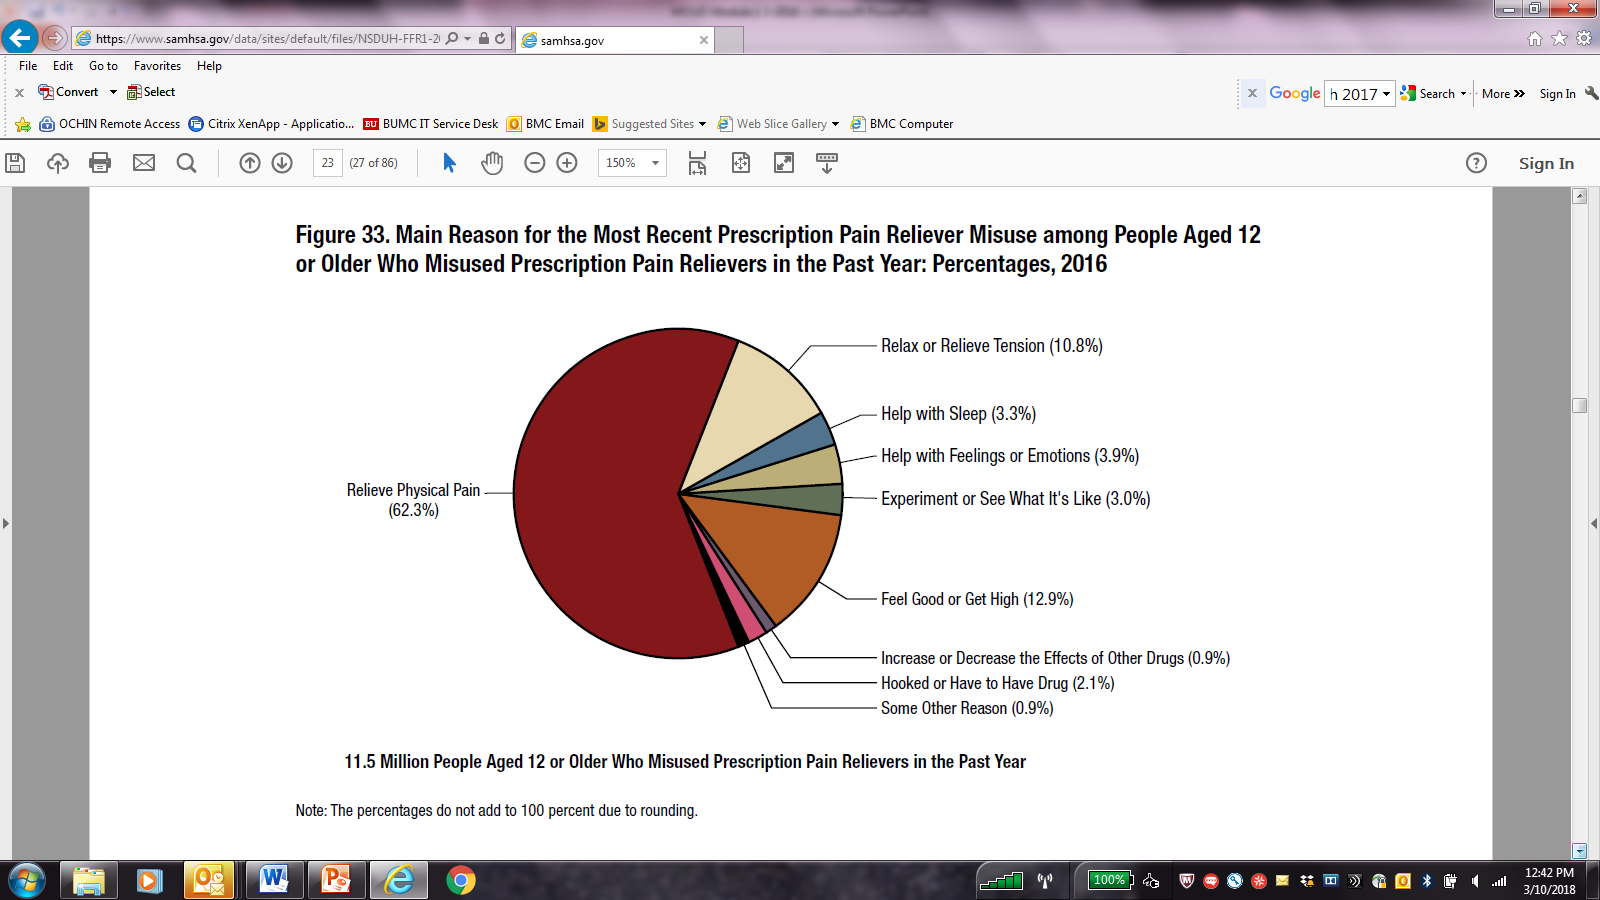 https://www.samhsa.gov/data/sites/default/files/NSDUH-FFR1-2
samhsa.gov
File Edit Go to Favorites Help
Convert Select
Google h 2017 Search More Sign In
OCHIN Remote Access Citrix XenApp - Applicatio... BU BUMC IT Service Desk BMC Email Suggested Sites Web Slice Gallery BMC Computer
23 (27 of 86) 150% Sign In
Figure 33. Main Reason for the Most Recent Prescription Pain Reliever Misuse among People Aged 12
or Older Who Misused Prescription Pain Relievers in the Past Year: Percentages, 2016
Relax or Relieve Tension (10.8%)
Help with Sleep (3.3%)
Help with Feelings or Emotions (3.9%)
Relieve Physical Pain
(62.3%)
Experiment or See What It's Like (3.0%)
Feel Good or Get High (12.9%)
Increase or Decrease the Effects of Other Drugs (0.9%)
Hooked or Have to Have Drug (2.1%)
Some Other Reason (0.9%)
11.5 Million People Aged 12 or Older Who Misused Prescription Pain Relievers in the Past Year
Note: The percentages do not add to 100 percent due to rounding.
100%
12:42 PM
3/10/2018